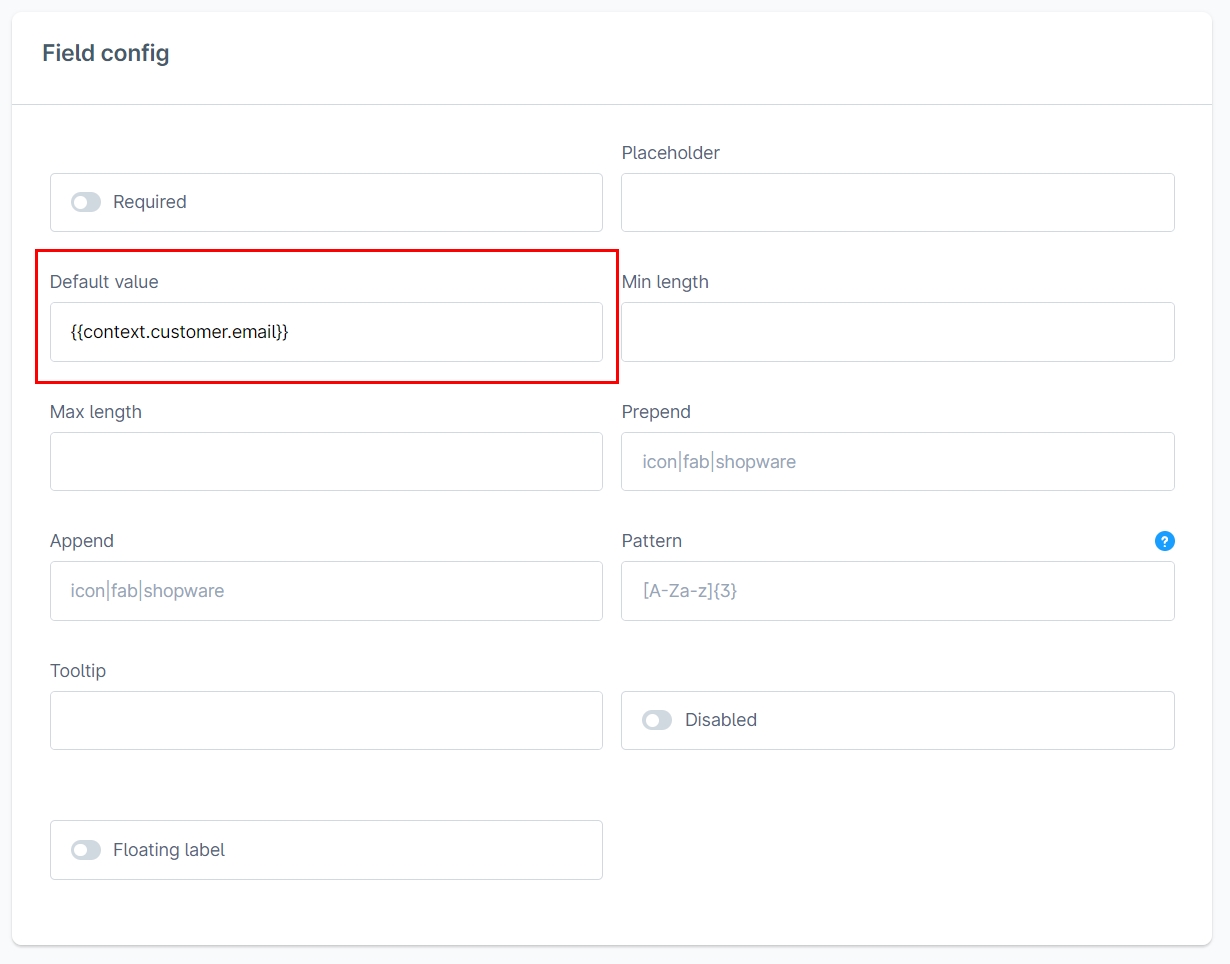 Field config
Placeholder
Required
Default value
Min length
{{context.customer.email}}
Max length
Prepend
icon|fab|shopware
Append
Pattern
?
icon|fab|shopware
[A-Za-z]{3}
Tooltip
Disabled
Floating label